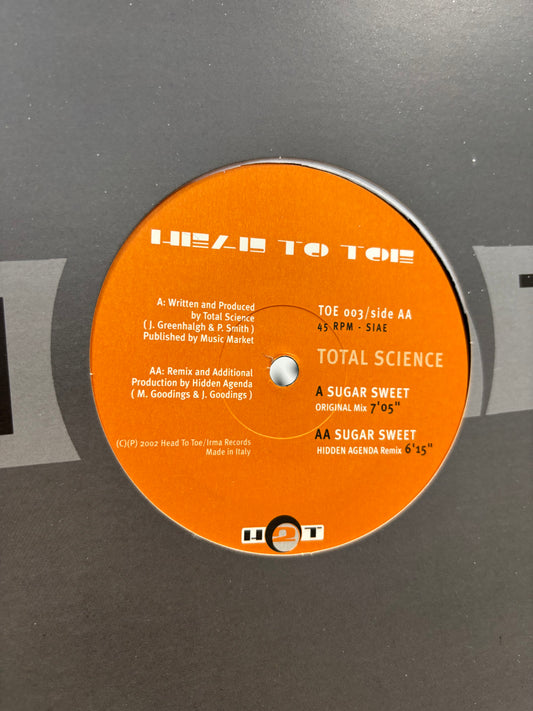 HEAD TO TOE
A: Written and Produced
by Total Science
( J. Greenhalgh & P. Smith )
Published by Music Market
AA: Remix and Additional
Production by Hidden Agenda
( M. Goodings & J. Goodings )
(C)(P) 2002 Head To Toe/Irma Records
Made in Italy
TOE 003/side AA
45 RPM - SIAE
TOTAL SCIENCE
A SUGAR SWEET
ORIGINAL Mix 7'05"
AA SUGAR SWEET
HIDDEN AGENDA Remix 6'15"
H2T